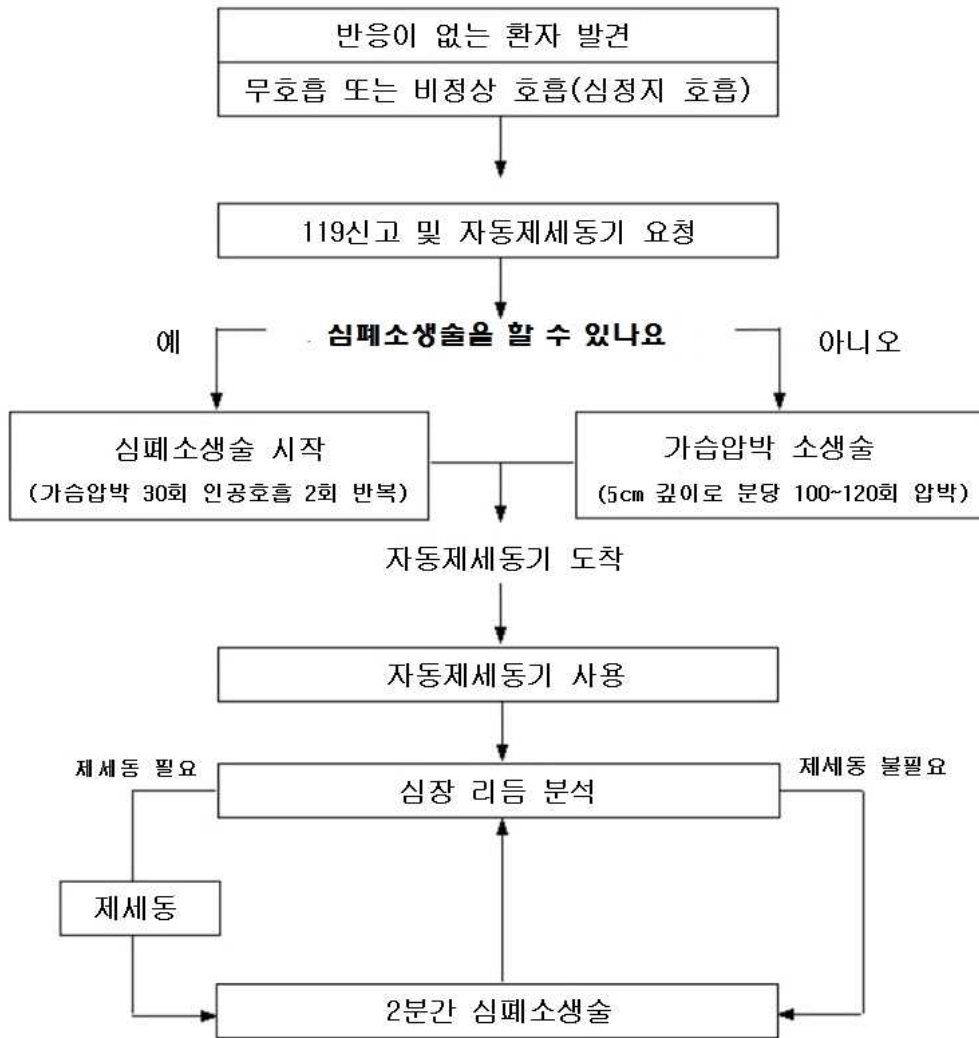 반응이 없는 환자 발견
무호흡 또는 비정상 호흡(심정지 호흡)
119신고 및 자동제세동기 요청
예
심폐소생술을 할 수 있나요
아니오
심폐소생술 시작
(가슴압박 30회 인공호흡 2회 반복)
가습압박 소생술
(5cm 깊이로 분당 100~120회 압박)
자동제세동기 도착
자동제세동기 사용
제세동 필요
제세동 불필요
심장 리듬 분석
제세동
2분간 심폐소생술